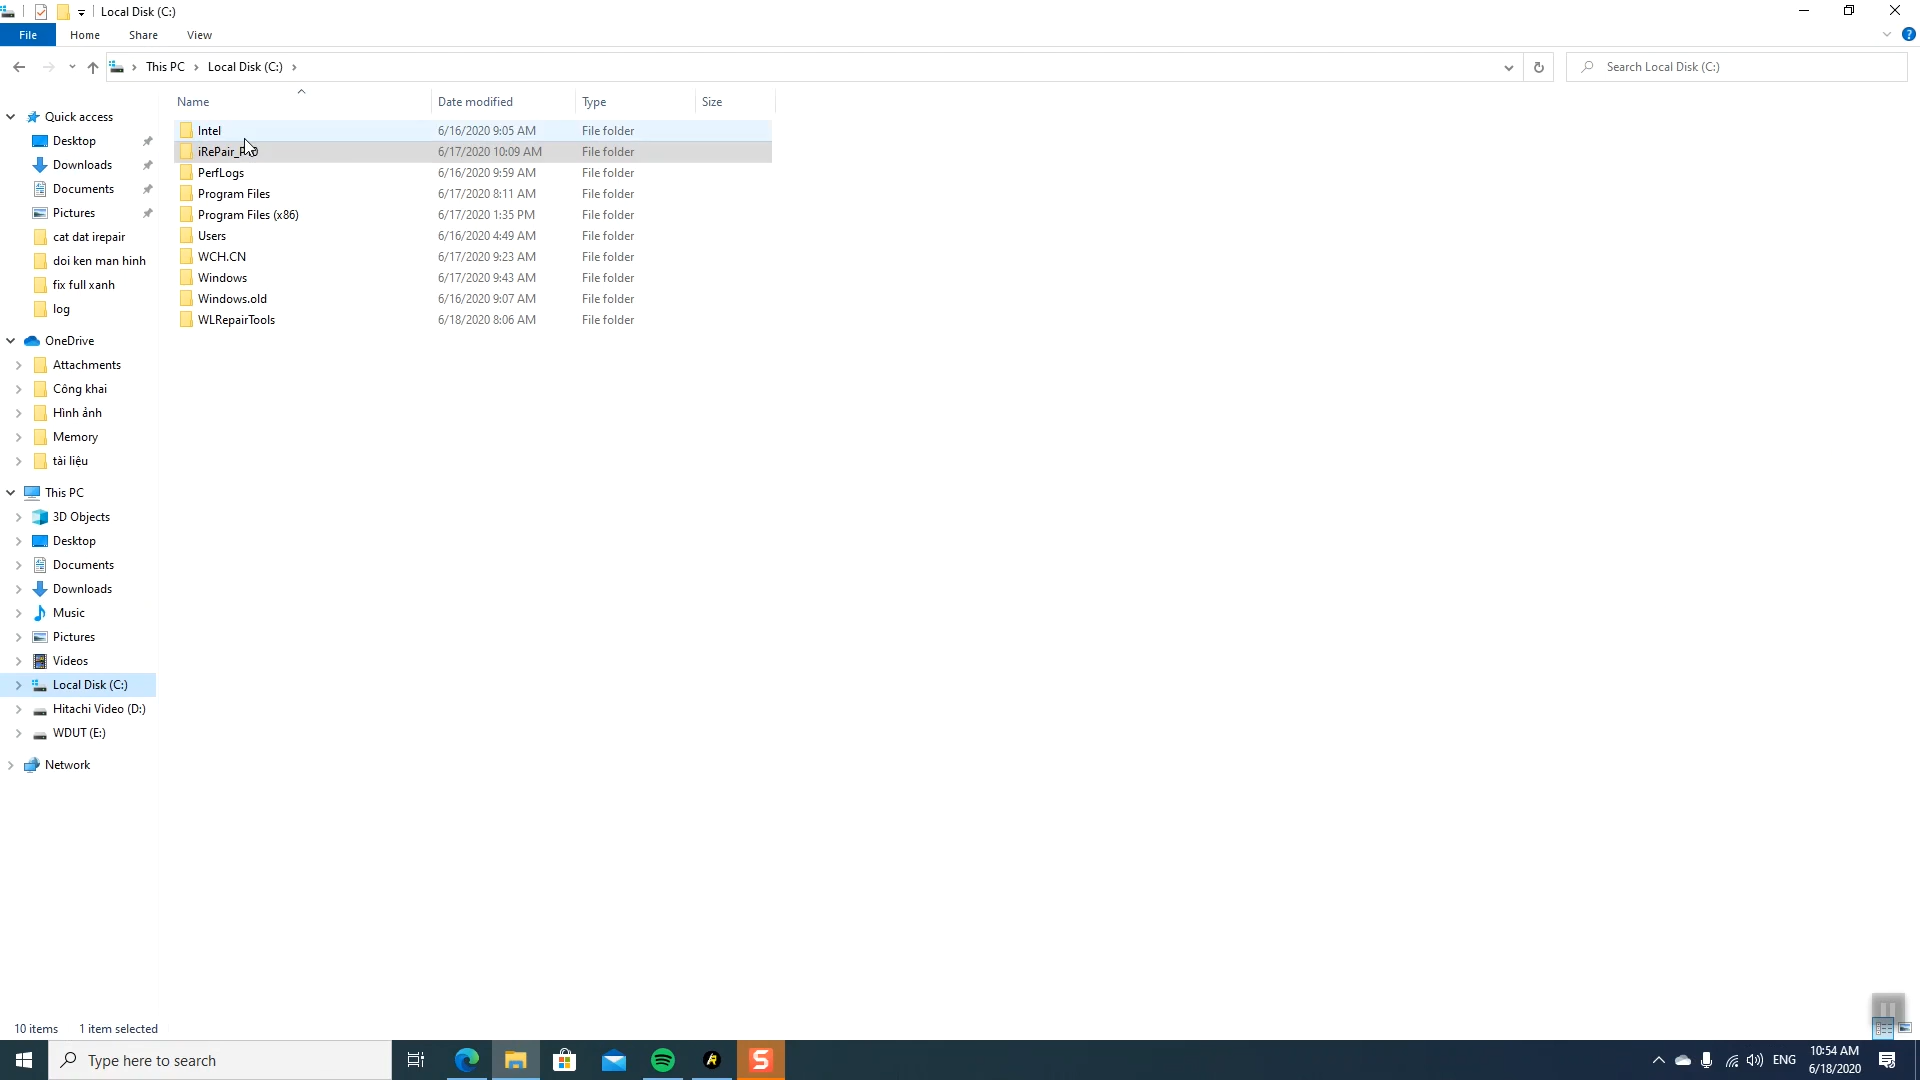 Local Disk (C:)
File Home Share View
This PC Local Disk (C:)
Search Local Disk (C:)
Name Date modified Type Size
Quick access
Desktop
Downloads
Documents
Pictures
cat dat irepair
doi ken man hinh
fix full xanh
log
OneDrive
Attachments
Công khai
Hình ảnh
Memory
tài liệu
This PC
3D Objects
Desktop
Documents
Downloads
Music
Pictures
Videos
Local Disk (C:)
Hitachi Video (D:)
WDUT (E:)
Network
Intel 6/16/2020 9:05 AM File folder
6/17/2020 10:09 AM File folder
PerfLogs 6/16/2020 9:59 AM File folder
Program Files 6/17/2020 8:11 AM File folder
Program Files (x86) 6/17/2020 1:35 PM File folder
Users 6/16/2020 4:49 AM File folder
WCH.CN 6/17/2020 9:23 AM File folder
Windows 6/17/2020 9:43 AM File folder
Windows.old 6/16/2020 9:07 AM File folder
WLRepairTools 6/18/2020 8:06 AM File folder
10 items 1 item selected
Type here to search
ENG
10:54 AM
6/18/2020